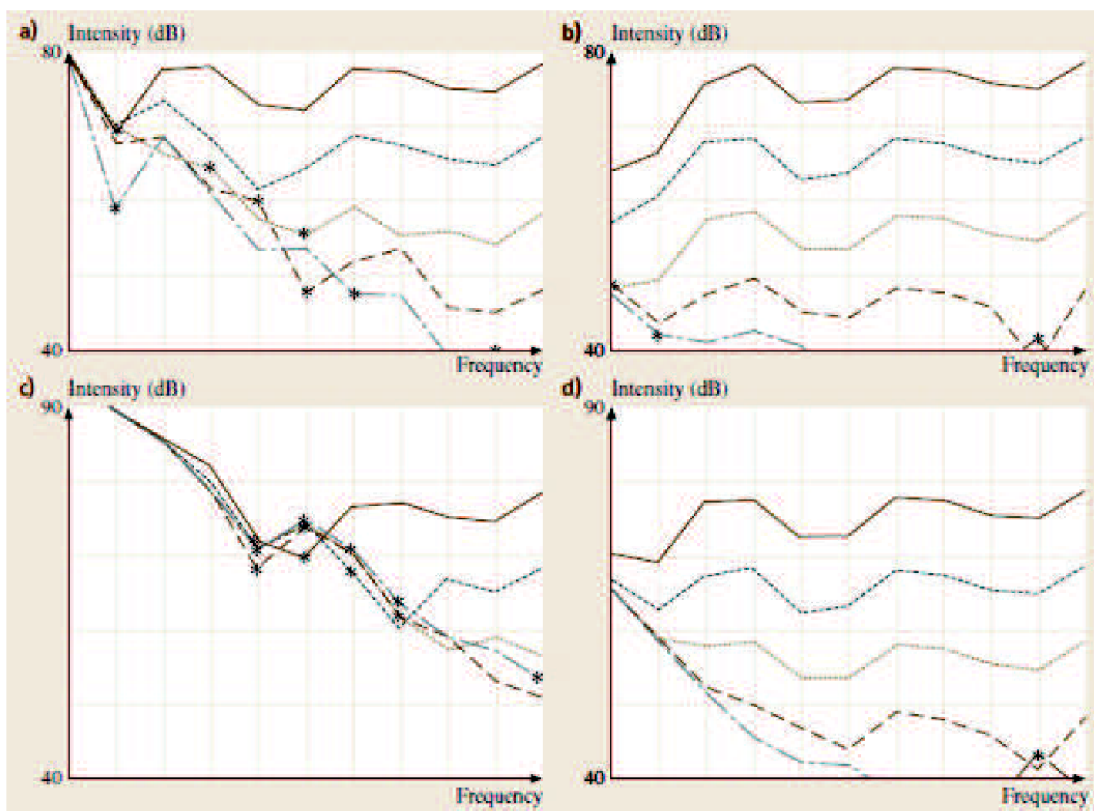 a) Intensity (dB)
80
40
Frequency
b) Intensity (dB)
80
40
Frequency
c) Intensity (dB)
90
40
Frequency
d) Intensity (dB)
90
40
Frequency